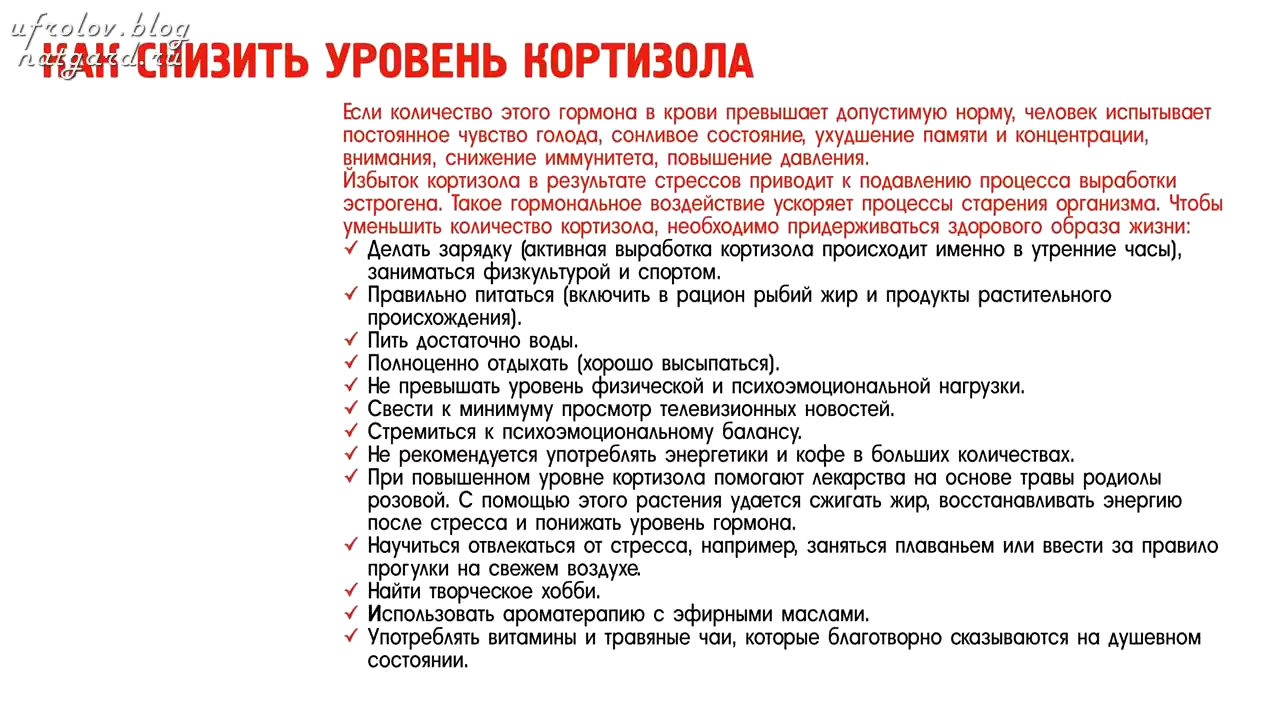 ufrolov.blog
natgard.ru
КАК СНИЗИТЬ УРОВЕНЬ КОРТИЗОЛА
Если количество этого гормона в крови превышает допустимую норму, человек испытывает
постоянное чувство голода, сонливое состояние, ухудшение памяти и концентрации,
внимания, снижение иммунитета, повышение давления.
Избыток кортизола в результате стрессов приводит к подавлению процесса выработки
эстрогена. Такое гормональное воздействие ускоряет процессы старения организма. Чтобы
уменьшить количество кортизола, необходимо придерживаться здорового образа жизни:
✓ Делать зарядку (активная выработка кортизола происходит именно в утренние часы),
заниматься физкультурой и спортом.
✓ Правильно питаться (включить в рацион рыбий жир и продукты растительного
происхождения).
✓ Пить достаточно воды.
✓ Полноценно отдыхать (хорошо высыпаться).
✓ Не превышать уровень физической и психоэмоциональной нагрузки.
✓ Свести к минимуму просмотр телевизионных новостей.
✓ Стремиться к психоэмоциональному балансу.
✓ Не рекомендуется употреблять энергетики и кофе в больших количествах.
✓ При повышенном уровне кортизола помогают лекарства на основе травы родиолы
розовой. С помощью этого растения удается сжигать жир, восстанавливать энергию
после стресса и понижать уровень гормона.
✓ Научиться отвлекаться от стресса, например, заняться плаваньем или ввести за правило
прогулки на свежем воздухе.
✓ Найти творческое хобби.
✓ Использовать ароматерапию с эфирными маслами.
✓ Употреблять витамины и травяные чаи, которые благотворно сказываются на душевном
состоянии.